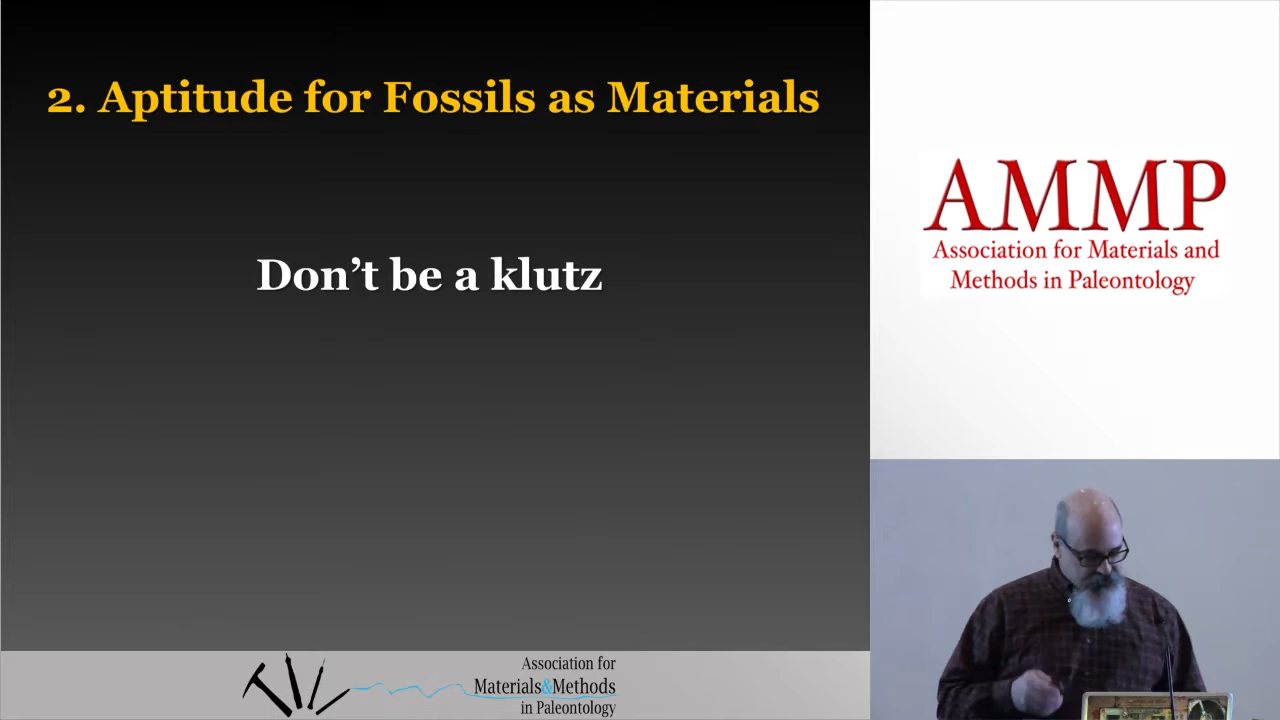 2. Aptitude for Fossils as Materials
Don’t be a klutz
AMMP
Association for Materials and
Methods in Paleontology
Association for
Materials&Methods
in Paleontology